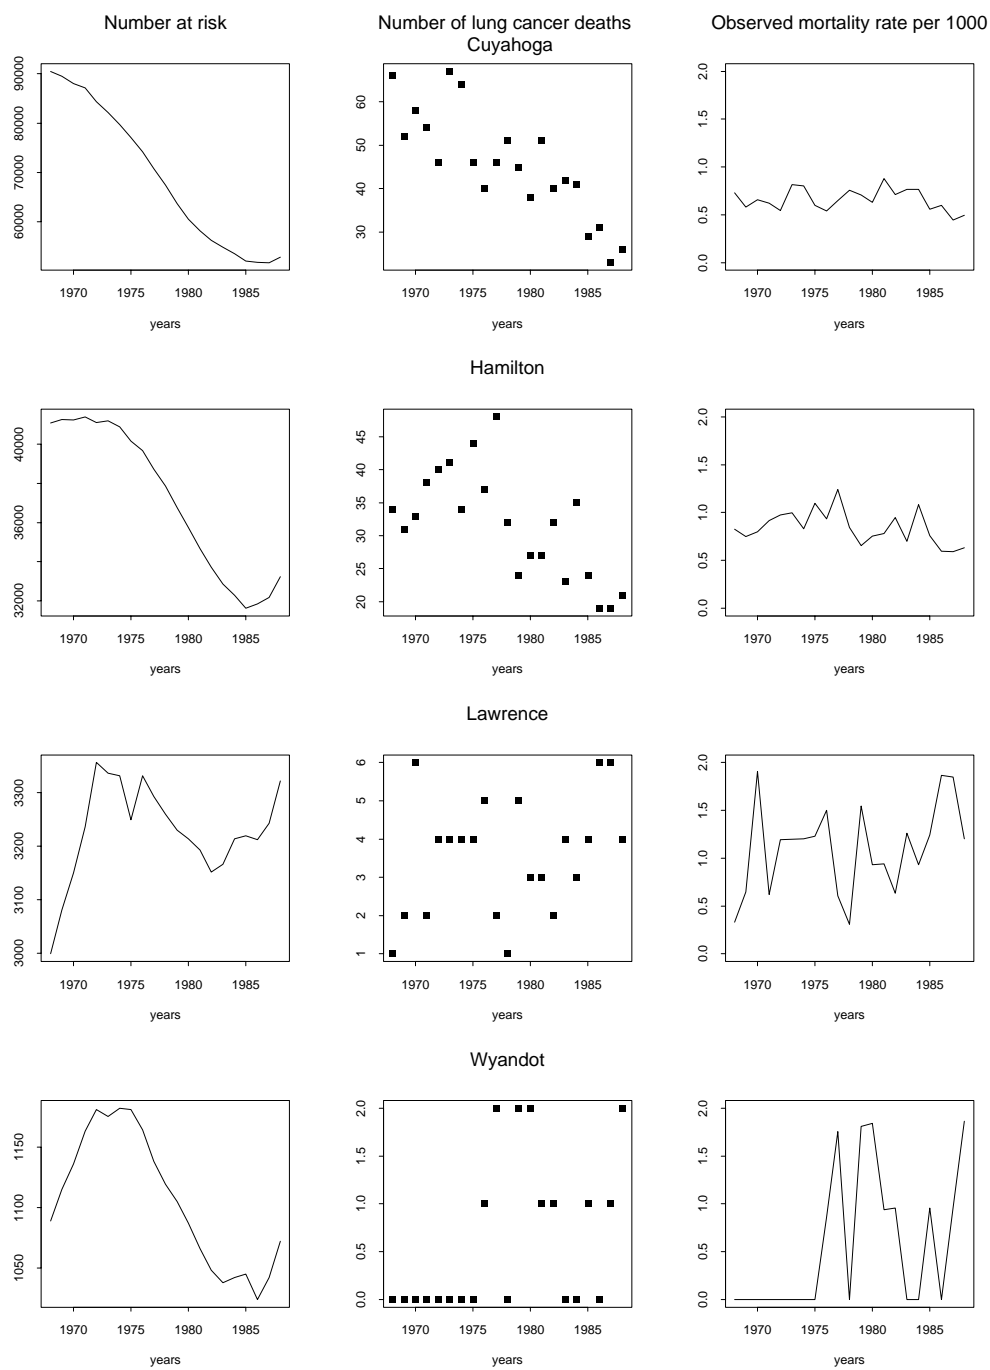 Number at risk
Number of lung cancer deaths
Cuyahoga
Observed mortality rate per 1000
60000 70000 80000 90000
1970 1975 1980 1985
years
30 40 50 60
1970 1975 1980 1985
years
0.0 0.5 1.0 1.5 2.0
1970 1975 1980 1985
years
Hamilton
32000 36000 40000
1970 1975 1980 1985
years
20 25 30 35 40 45
1970 1975 1980 1985
years
0.0 0.5 1.0 1.5 2.0
1970 1975 1980 1985
years
Lawrence
3000 3100 3200 3300
1970 1975 1980 1985
years
1 2 3 4 5 6
1970 1975 1980 1985
years
0.0 0.5 1.0 1.5 2.0
1970 1975 1980 1985
years
Wyandot
1050 1100 1150
1970 1975 1980 1985
years
0.0 0.5 1.0 1.5 2.0
1970 1975 1980 1985
years
0.0 0.5 1.0 1.5 2.0
1970 1975 1980 1985
years